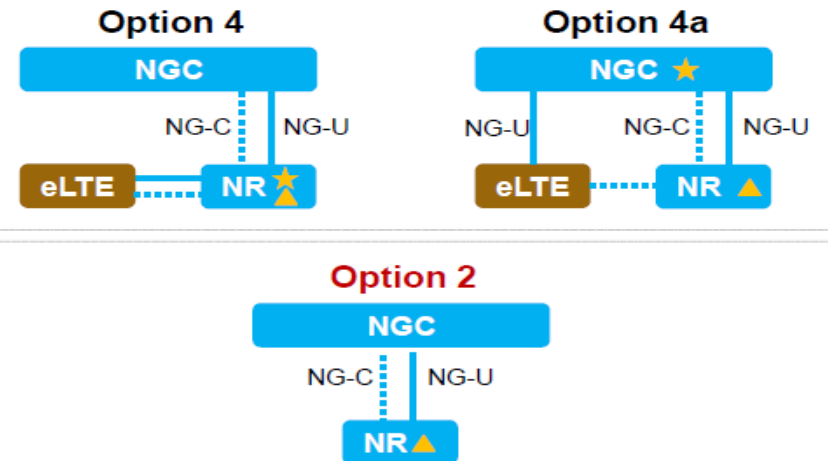 Option 4
Option 4a
NGC
NGC
NG-C
NG-U
NG-U
NG-C
NG-U
eLTE
NR
eLTE
NR
Option 2
NGC
NG-C
NG-U
NR